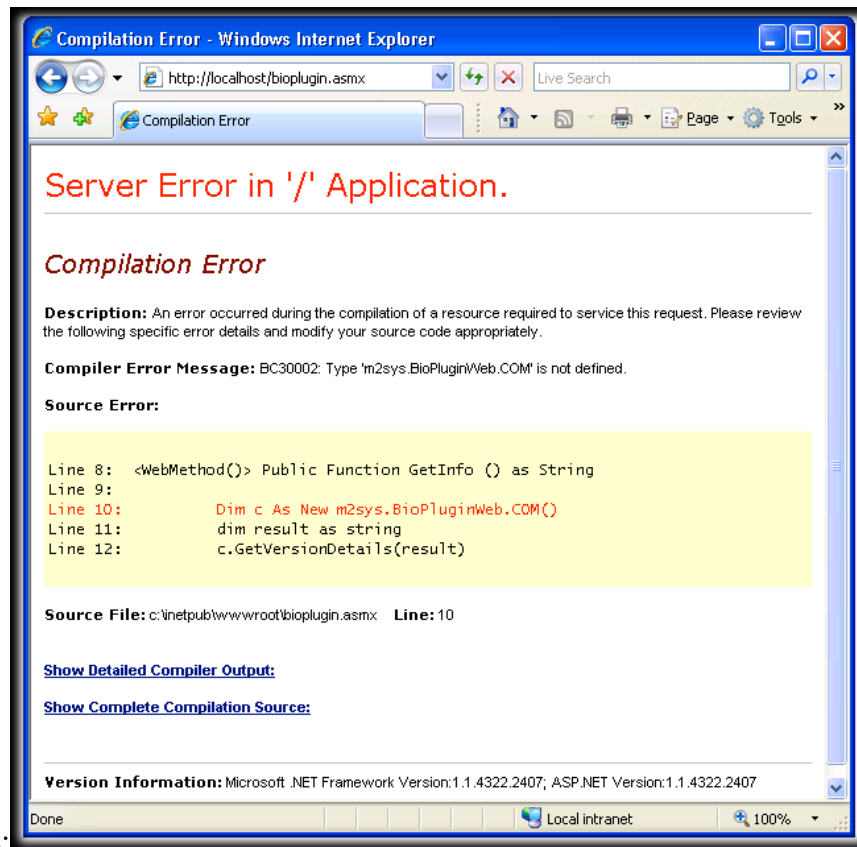 Compilation Error - Windows Internet Explorer
http://localhost/bioplugin.asmx
Live Search
Compilation Error
Page
Tools
»
Server Error in '/' Application.
Compilation Error
Description: An error occurred during the compilation of a resource required to service this request. Please review
the following specific error details and modify your source code appropriately.
Compiler Error Message: BC30002: Type 'm2sys.BioPluginWeb.COM' is not defined.
Source Error:
Line 8: <WebMethod()> Public Function GetInfo () as String
Line 9:
Line 10: Dim c As New m2sys.BioPluginWeb.COM()
Line 11: dim result as string
Line 12: c.GetVersionDetails(result)
Source File: c:\inetpub\wwwroot\bioplugin.asmx Line: 10
Show Detailed Compiler Output:
Show Complete Compilation Source:
Version Information: Microsoft .NET Framework Version:1.1.4322.2407; ASP.NET Version:1.1.4322.2407
Done
Local intranet
100%
.